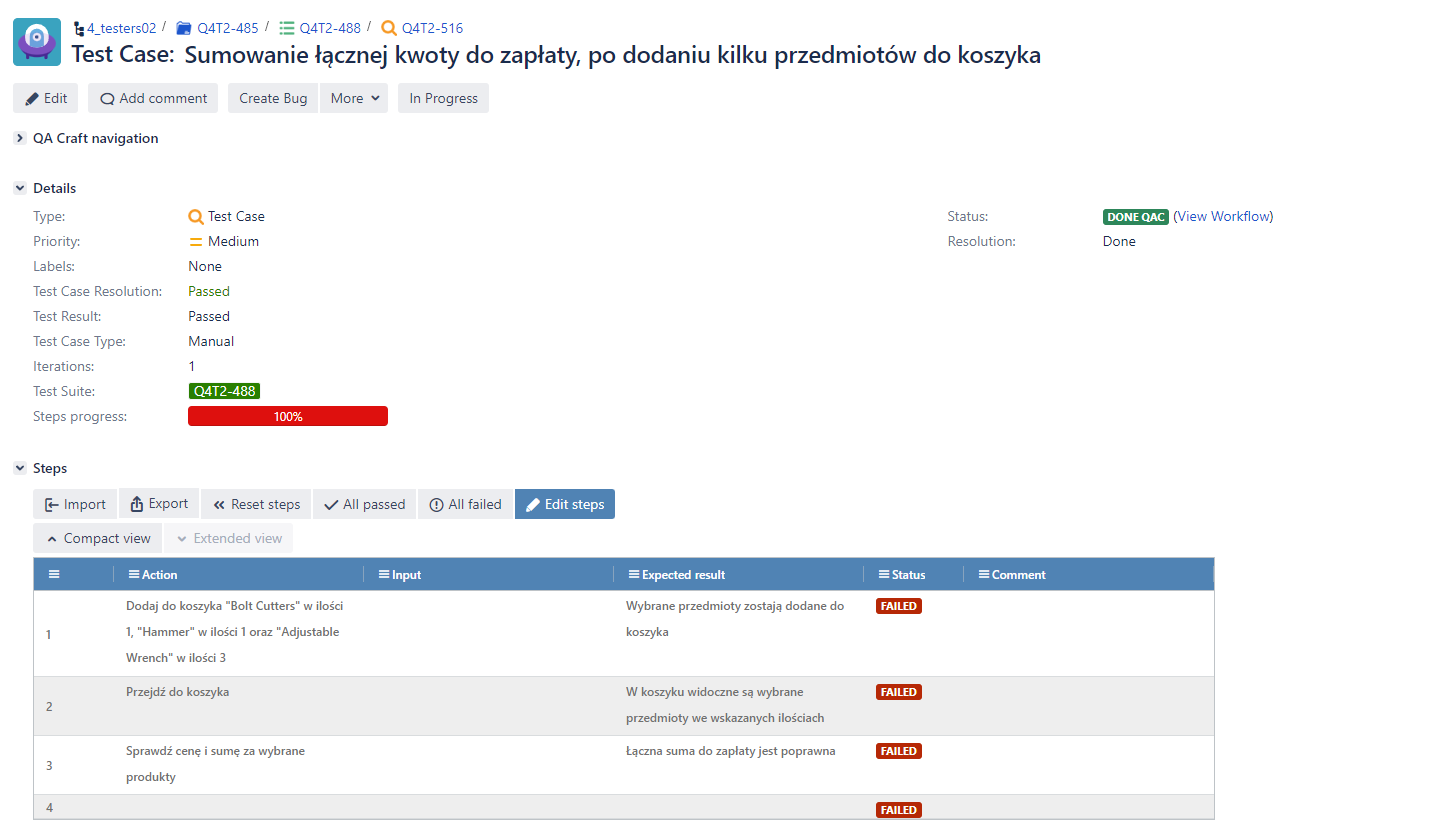 4_testers02 / Q4T2-485 / Q4T2-488 / Q4T2-516
Test Case: Sumowanie łącznej kwoty do zapłaty, po dodaniu kilku przedmiotów do koszyka
Edit Add comment Create Bug More In Progress
QA Craft navigation
Details
Type: Test Case Status: DONE QAC (View Workflow)
Priority: Medium Resolution: Done
Labels: None
Test Case Resolution: Passed
Test Result: Passed
Test Case Type: Manual
Iterations: 1
Test Suite: Q4T2-488
Steps progress: 100%
Steps
Import Export Reset steps All passed All failed Edit steps
Compact view Extended view
Action Input Expected result Status Comment
1
Dodaj do koszyka "Bolt Cutters" w ilości
1, "Hammer" w ilości 1 oraz "Adjustable
Wrench" w ilości 3
Wybrane przedmioty zostają dodane do
koszyka
FAILED
2
Przejdź do koszyka
W koszyku widoczne są wybrane
przedmioty we wskazanych ilościach
FAILED
3
Sprawdź cenę i sumę za wybrane
produkty
Łączna suma do zapłaty jest poprawna
FAILED
4
FAILED